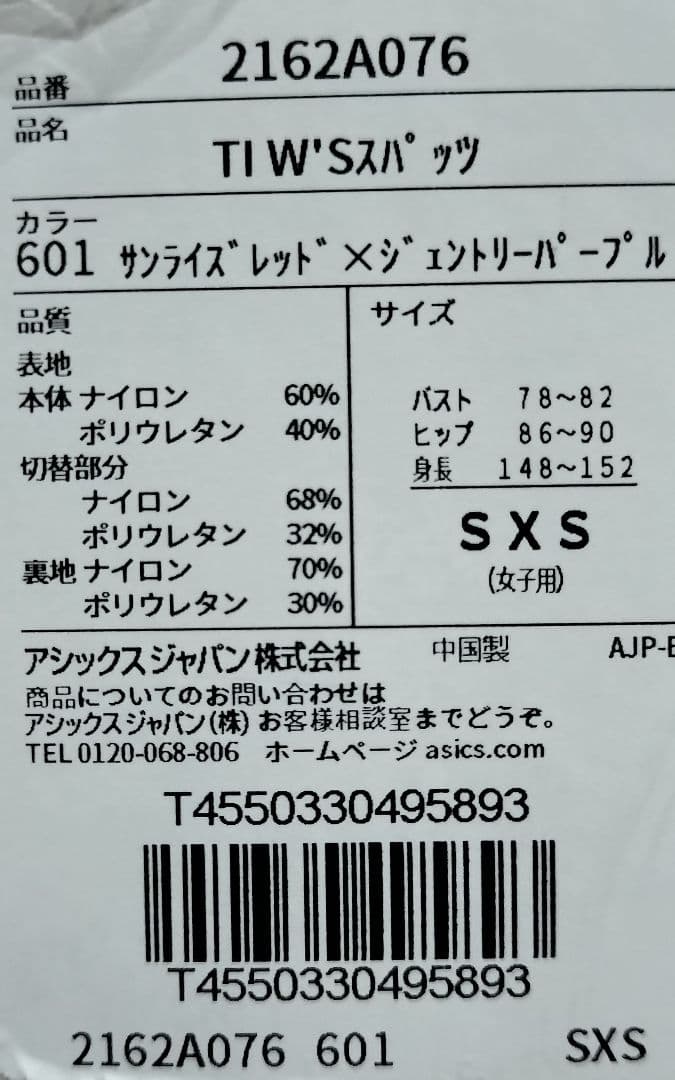 品番 2162A076
品名
TI W'Sｽﾊﾟｯﾂ
カラー
601 ｻﾝﾗｲｽﾞﾚｯﾄﾞ×ｼﾞｪﾝﾄﾘｰﾊﾟｰﾌﾟﾙ
品質
表地
本体 ナイロン 60%
ポリウレタン 40%
切替部分
ナイロン 68%
ポリウレタン 32%
裏地 ナイロン 70%
ポリウレタン 30%
サイズ
バスト 78~82
ヒップ 86~90
身長 148~152
SXS
(女子用)
アシックスジャパン株式会社 中国製 AJP-
商品についてのお問い合わせは
アシックスジャパン(株) お客様相談室までどうぞ。
TEL 0120-068-806 ホームページ asics.com
T4550330495893
T4550330495893
2162A076 601 SXS